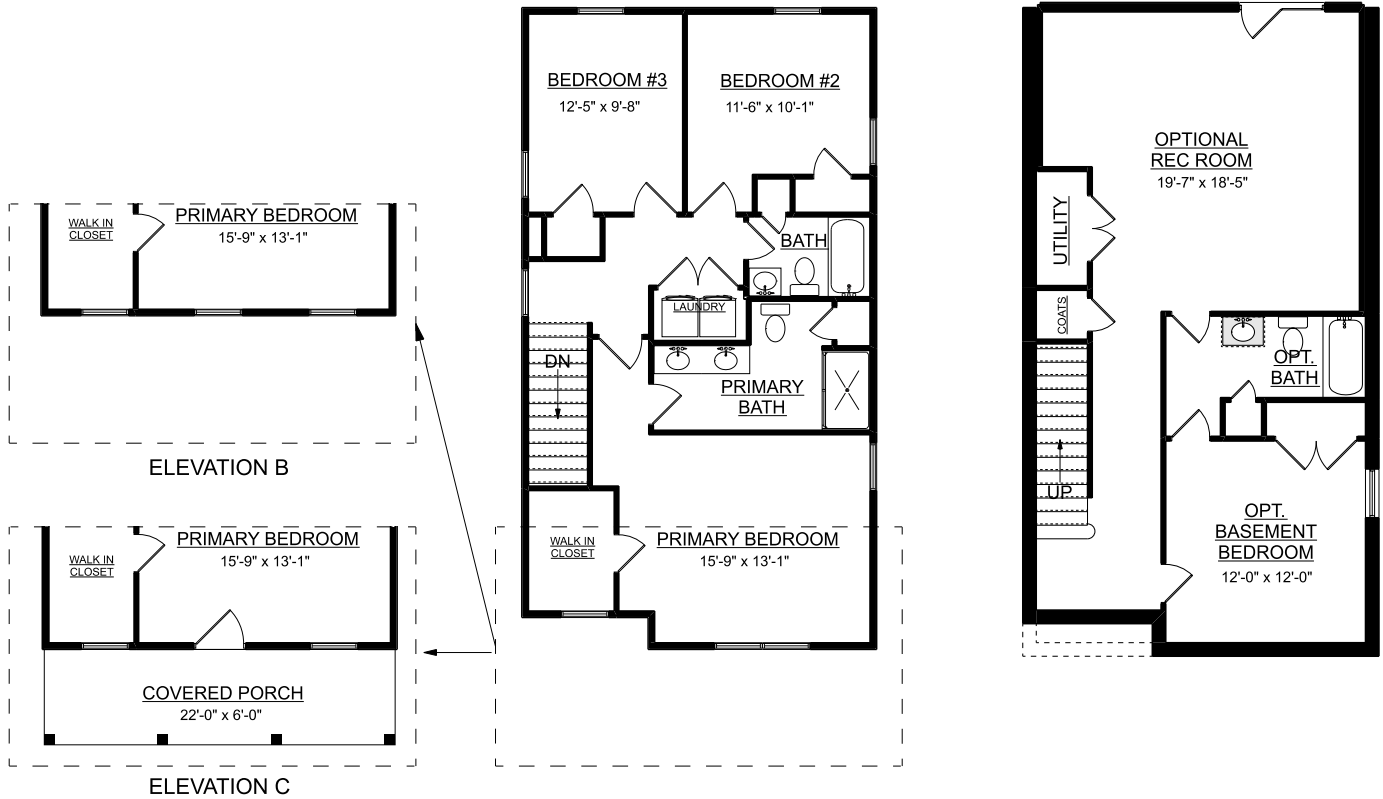 BEDROOM #3
12'-5" x 9'-8"
BEDROOM #2
11'-6" x 10'-1"
BATH
LAUNDRY
DN
PRIMARY
BATH
WALK IN
CLOSET
PRIMARY BEDROOM
15'-9" x 13'-1"
WALK IN
CLOSET
PRIMARY BEDROOM
15'-9" x 13'-1"
ELEVATION B
WALK IN
CLOSET
PRIMARY BEDROOM
15'-9" x 13'-1"
COVERED PORCH
22'-0" x 6'-0"
ELEVATION C
OPTIONAL
REC ROOM
19'-7" x 18'-5"
UTILITY
COATS
OPT.
BATH
UP
OPT.
BASEMENT
BEDROOM
12'-0" x 12'-0"